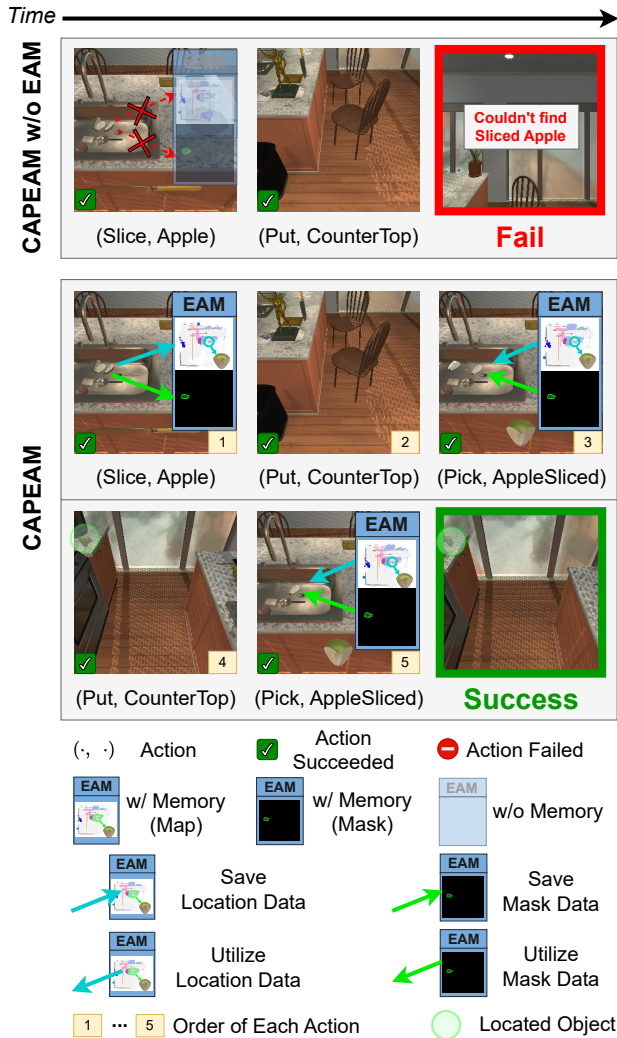 Time
CAPEAM w/o EAM
EAM
Couldn't find
Sliced Apple
(Slice, Apple)
(Put, CounterTop)
Fail
CAPEAM
EAM
EAM
1
2
3
(Slice, Apple)
(Put, CounterTop)
(Pick, AppleSliced)
EAM
4
5
(Put, CounterTop)
(Pick, AppleSliced)
Success
(·, ·)
Action
Action
Succeeded
Action Failed
EAM
w/ Memory
(Map)
EAM
w/ Memory
(Mask)
EAM
w/o Memory
EAM
Save
Location Data
EAM
Save
Mask Data
EAM
Utilize
Location Data
EAM
Utilize
Mask Data
1 ··· 5 Order of Each Action
Located Object